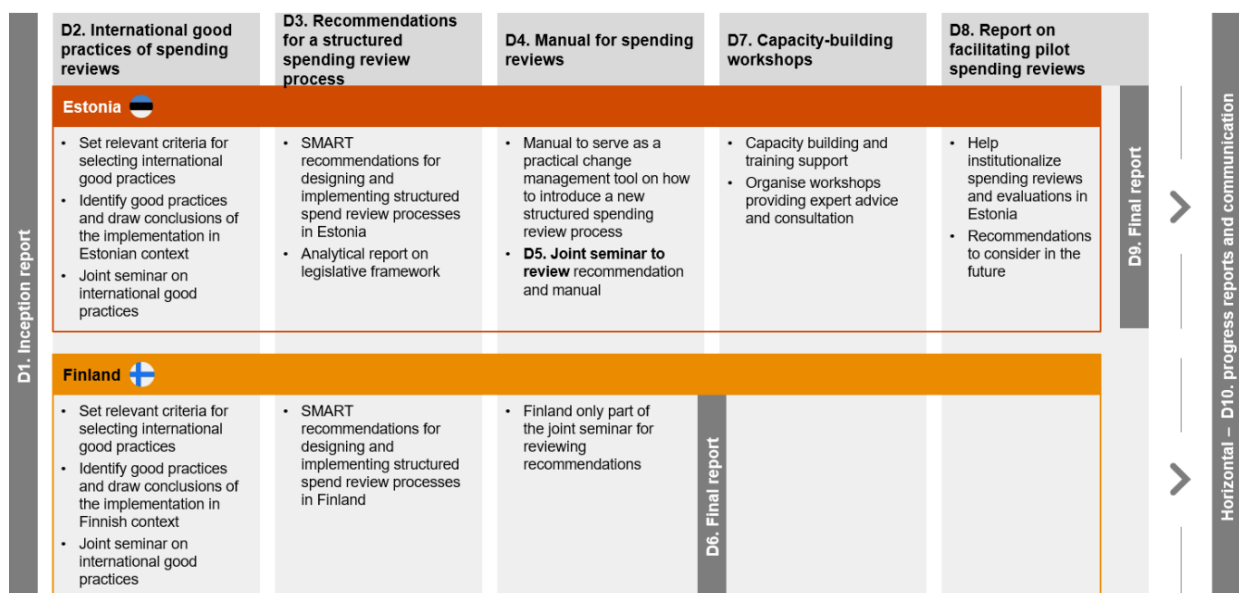 D1. Inception report
D2. International good
practices of spending
reviews
D3. Recommendations
for a structured
spending review
process
D4. Manual for spending
reviews
D7. Capacity-building
workshops
D8. Report on
facilitating pilot
spending reviews
Estonia
• Set relevant criteria for
selecting international
good practices
• Identify good practices
and draw conclusions of
the implementation in
Estonian context
• Joint seminar on
international good
practices
• SMART
recommendations for
designing and
implementing structured
spend review processes
in Estonia
• Analytical report on
legislative framework
• Manual to serve as a
practical change
management tool on how
to introduce a new
structured spending
review process
• D5. Joint seminar to
review recommendation
and manual
• Capacity building and
training support
• Organise workshops
providing expert advice
and consultation
• Help
institutionalize
spending reviews
and evaluations in
Estonia
• Recommendations
to consider in the
future
D9. Final report
Finland
• Set relevant criteria for
selecting international
good practices
• Identify good practices
and draw conclusions of
the implementation in
Finnish context
• Joint seminar on
international good
practices
• SMART
recommendations for
designing and
implementing structured
spend review processes
in Finland
• Finland only part of
the joint seminar for
reviewing
recommendations
D6. Final report
Horizontal – D10. progress reports and communication